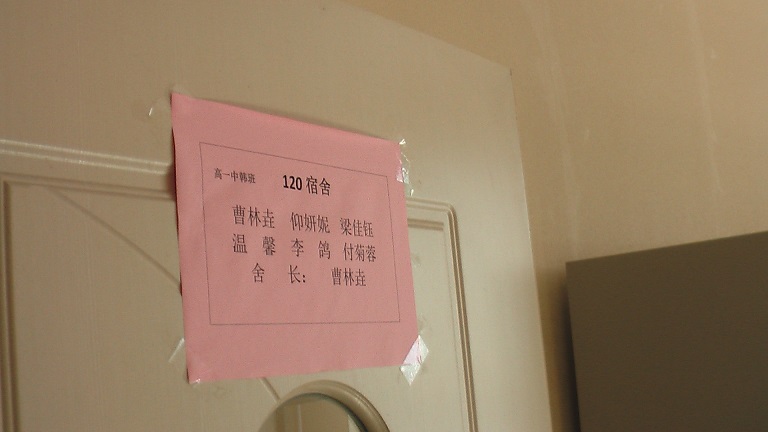 高一中韩班 120 宿舍
曹林垚 仰妍妮 梁佳钰
温 馨 李 鸽 付菊蓉
舍 长： 曹林垚